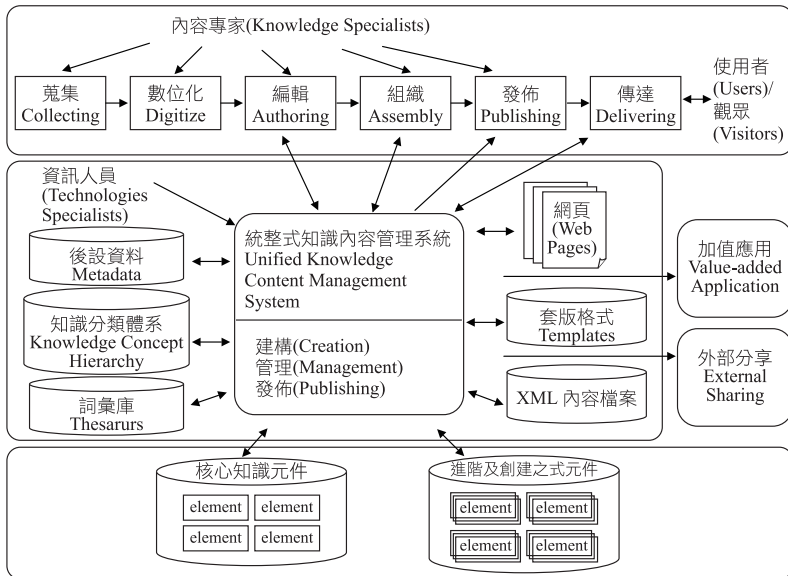 內容專家(Knowledge Specialists)
蒐集
Collecting
數位化
Digitize
編輯
Authoring
組織
Assembly
發佈
Publishing
傳達
Delivering
使用者
(Users)/
觀眾
(Visitors)
資訊人員
(Technologies
Specialists)
後設資料
Metadata
知識分類體系
Knowledge Concept
Hierarchy
詞彙庫
Thesarurs
統整式知識內容管理系統
Unified Knowledge
Content Management
System
建構(Creation)
管理(Management)
發佈(Publishing)
網頁
(Web
Pages)
套版格式
Templates
XML 內容檔案
加值應用
Value-added
Application
外部分享
External
Sharing
核心知識元件
element element
element element
進階及創建之式元件
element element
element element